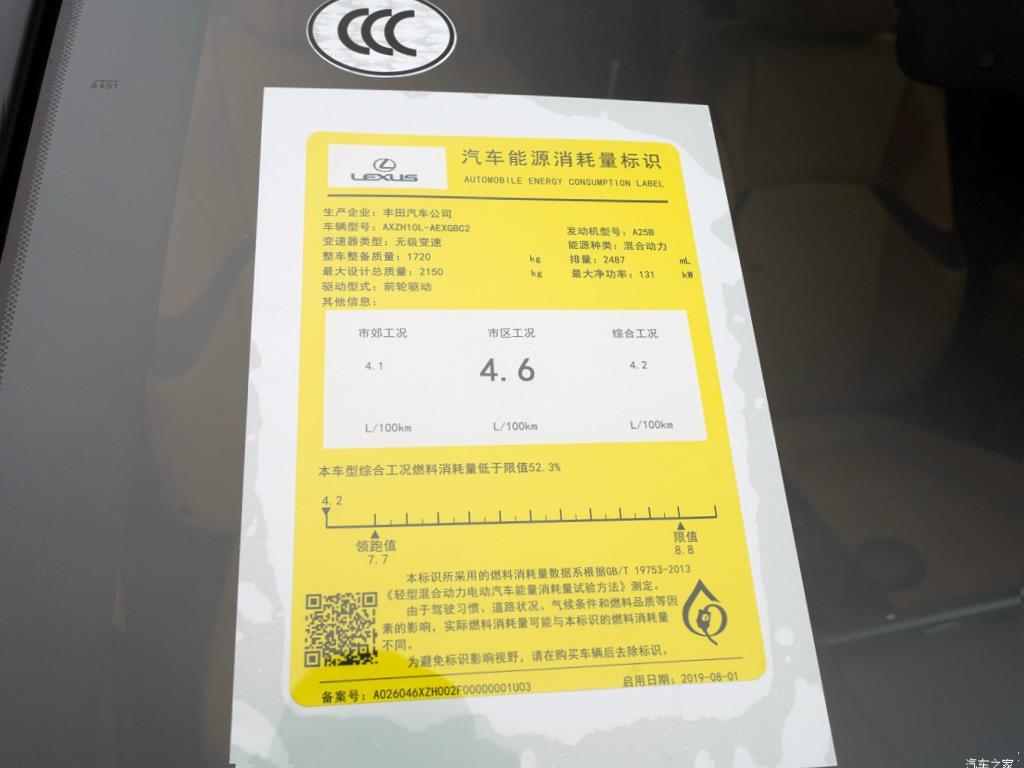 CCC
汽车能源消耗量标识
LEXUS
AUTOMOBILE ENERGY CONSUMPTION LABEL
生产企业：丰田汽车公司
车辆型号：AXZH10L-AEXGBC2
发动机型号：A25B
变速器类型：无级变速
能源种类：混合动力
整车整备质量：1720 kg
排量：2487 mL
最大设计总质量：2150 kg
最大净功率：131 kW
驱动型式：前轮驱动
其他信息：
市郊工况 市区工况 综合工况
4.1 4.6 4.2
L/100km L/100km L/100km
本车型综合工况燃料消耗量低于限值52.3%
4.2
领跑值 限值
7.7 8.8
本标识所采用的燃料消耗量数据系根据GB/T 19753-2013
《轻型混合动力电动汽车能量消耗量试验方法》测定。
由于驾驶习惯、道路状况、气候条件和燃料品质等因
素的影响，实际燃料消耗量可能与本标识的燃料消耗量
不同。
为避免标识影响视野，请在购买车辆后去除标识。
备案号：A026046XZH002F00000001U03
启用日期：2019-08-01
汽车之家